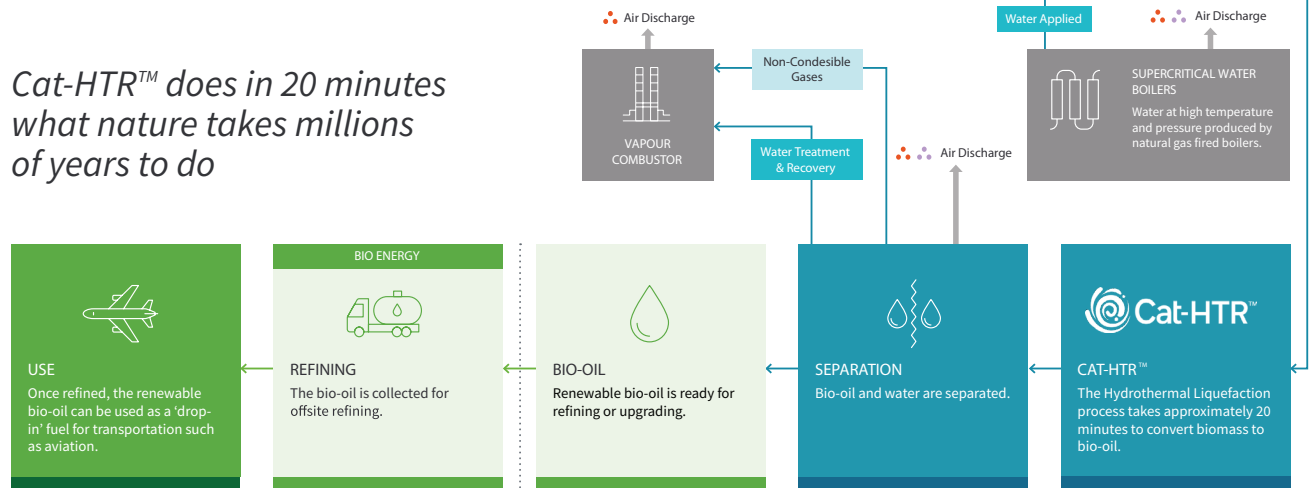 Cat-HTR™ does in 20 minutes
what nature takes millions
of years to do
Air Discharge
VAPOUR
COMBUSTOR
Non-Condesible
Gases
Water Treatment
& Recovery
Air Discharge
Water Applied
Air Discharge
SUPERCRITICAL WATER
BOILERS
Water at high temperature
and pressure produced by
natural gas fired boilers.
USE
Once refined, the renewable
bio-oil can be used as a ‘drop-
in’ fuel for transportation such
as aviation.
BIO ENERGY
REFINING
The bio-oil is collected for
offsite refining.
BIO-OIL
Renewable bio-oil is ready for
refining or upgrading.
SEPARATION
Bio-oil and water are separated.
Cat-HTR™
CAT-HTR™
The Hydrothermal Liquefaction
process takes approximately 20
minutes to convert biomass to
bio-oil.